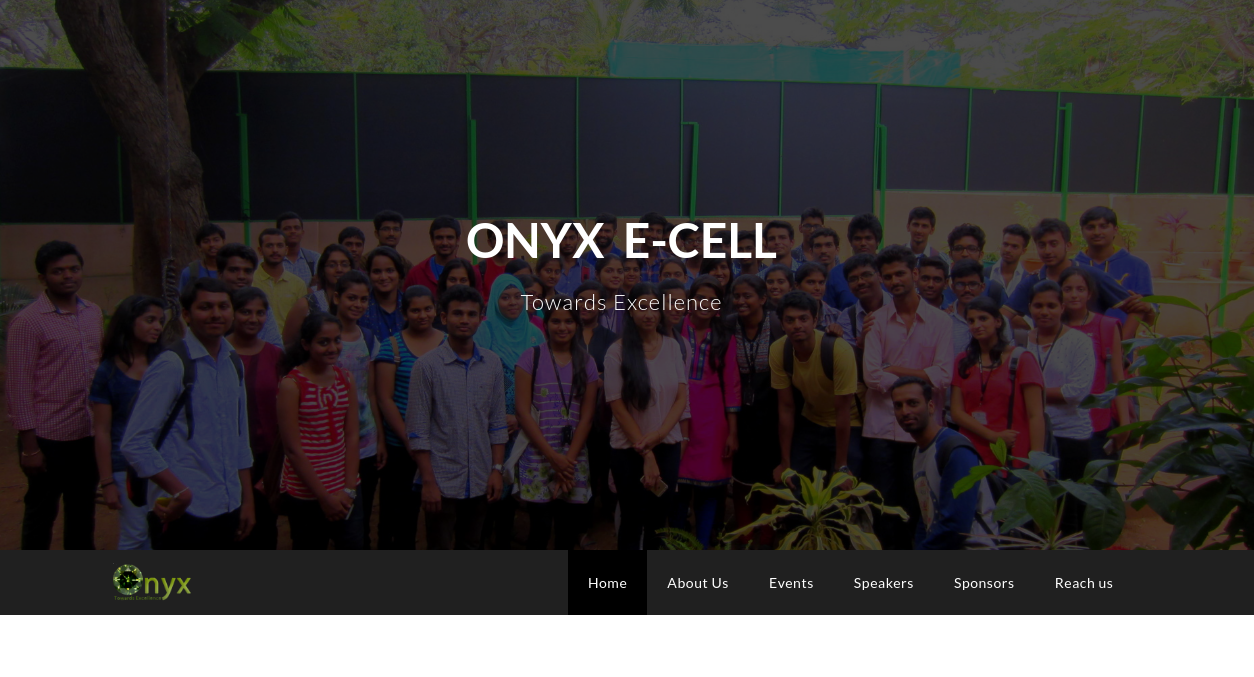 ONYX E-CELL
Towards Excellence
Onyx
Towards Excellence
Home
About Us
Events
Speakers
Sponsors
Reach us